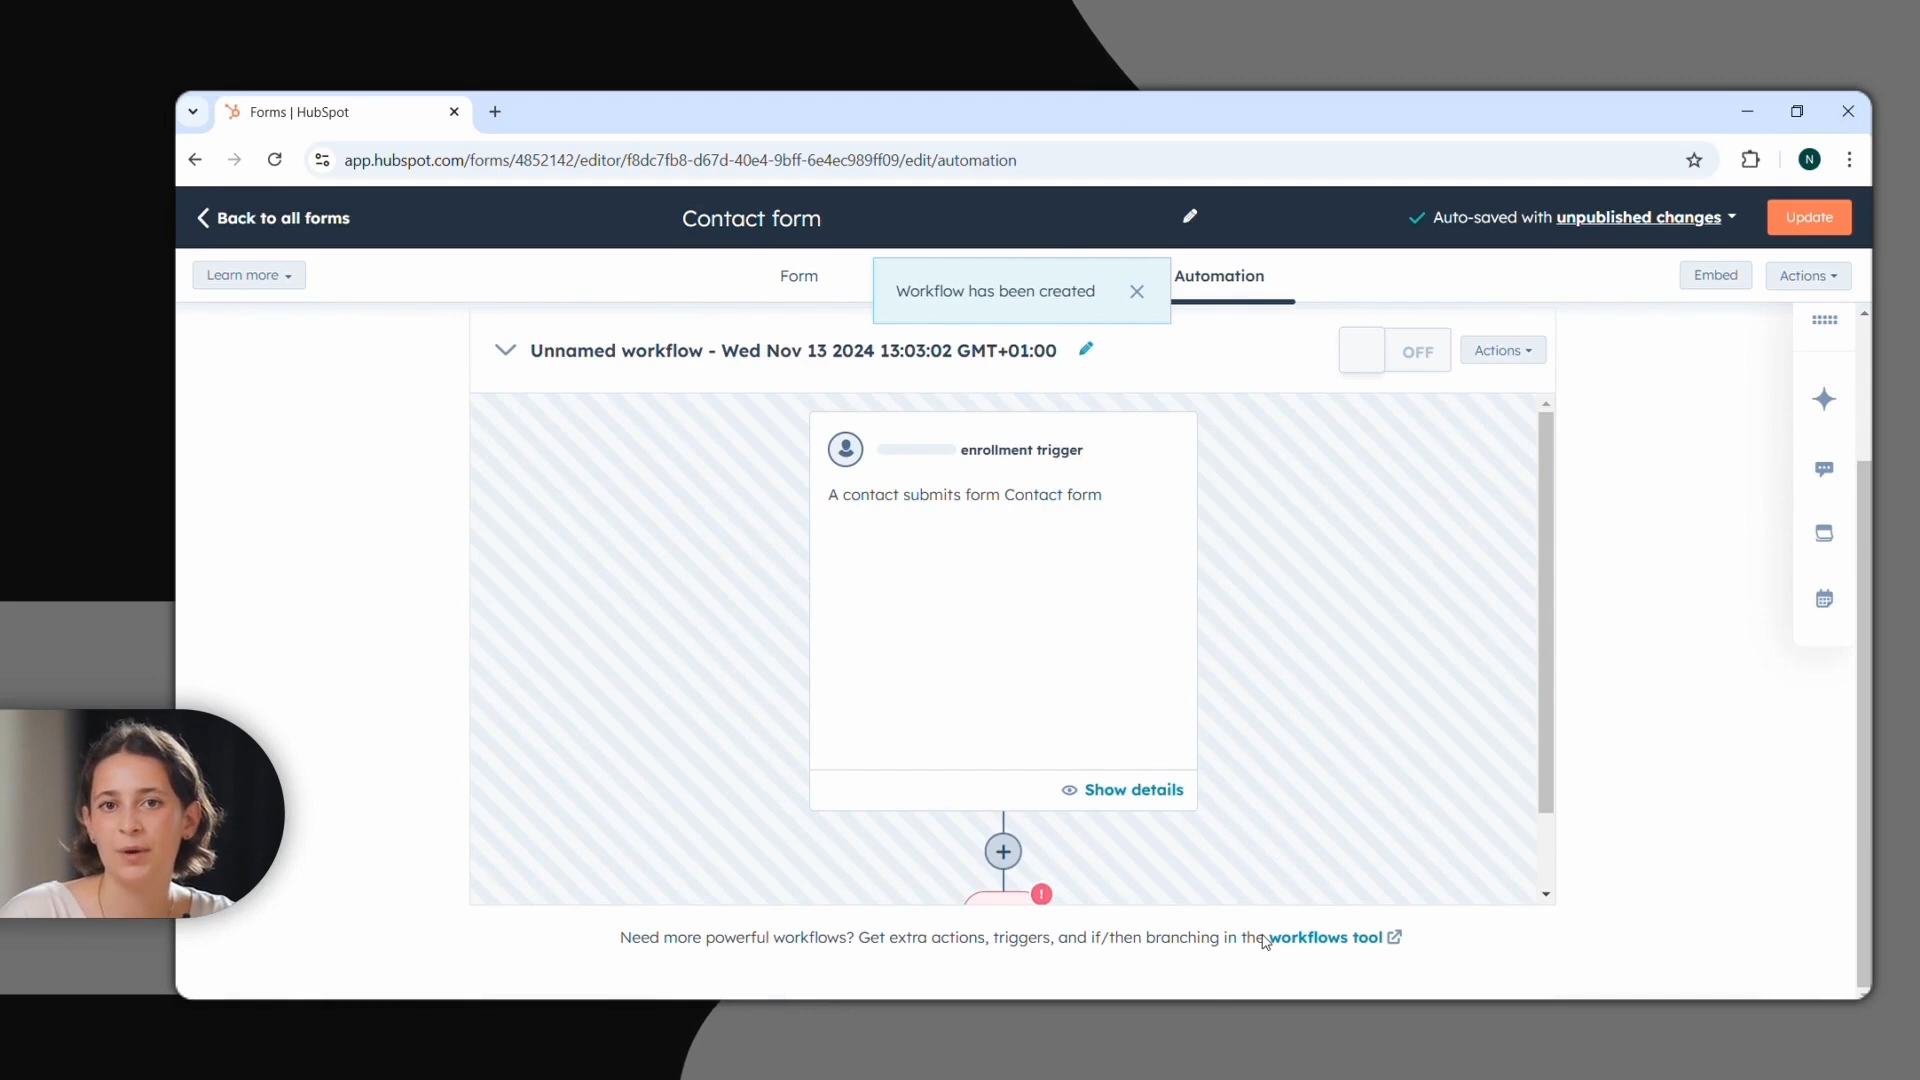 Forms | HubSpot
app.hubspot.com/forms/4852142/editor/f8dc7fb8-d67d-40e4-9bff-6e4ec989ff09/edit/automation
N
Back to all forms
Contact form
Auto-saved with unpublished changes
Update
Learn more
Form
Workflow has been created
Automation
Embed
Actions
Unnamed workflow - Wed Nov 13 2024 13:03:02 GMT+01:00
OFF
Actions
enrollment trigger
A contact submits form Contact form
Show details
!
Need more powerful workflows? Get extra actions, triggers, and if/then branching in the workflows tool